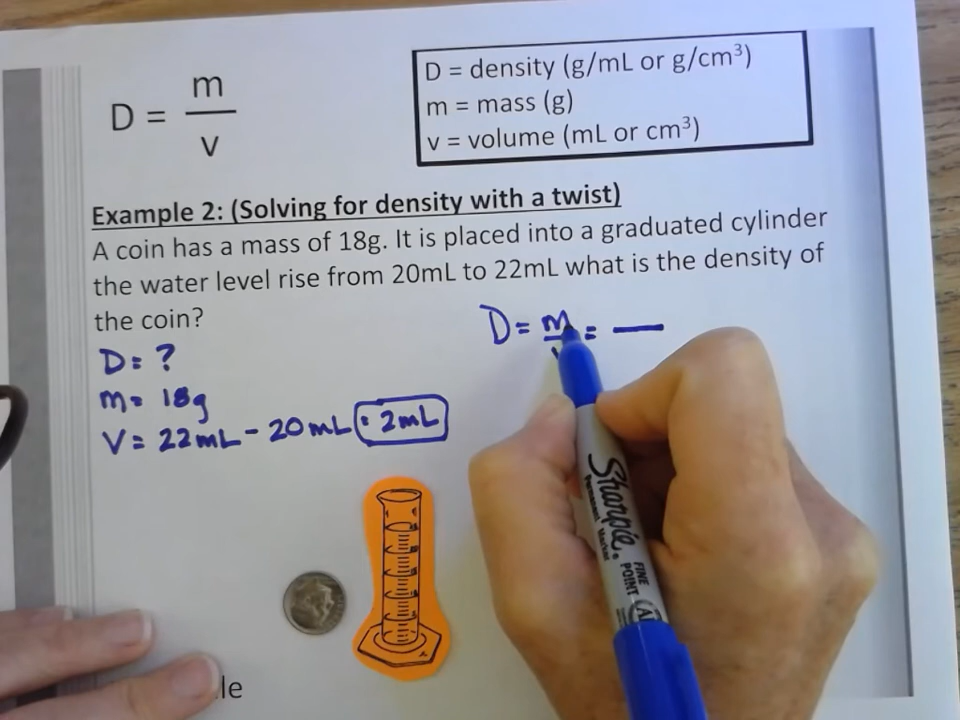 D = m
v
D = density (g/mL or g/cm³)
m = mass (g)
v = volume (mL or cm³)
Example 2: (Solving for density with a twist)
A coin has a mass of 18g. It is placed into a graduated cylinder
the water level rise from 20mL to 22mL what is the density of
the coin?
D = ?
m = 18g
V = 22mL - 20mL = 2mL
D = m =
v
Sharpie.
Permanent Marker
FINE
POINT
le